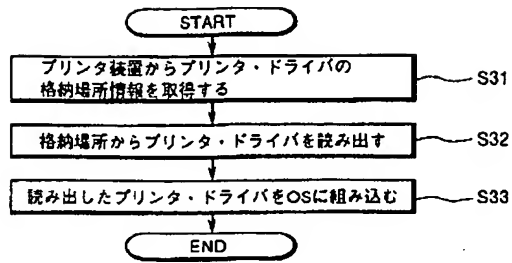 START
プリンタ装置からプリンタ・ドライバの
格納場所情報を取得する
S31
格納場所からプリンタ・ドライバを読み出す
S32
読み出したプリンタ・ドライバをOSに組み込む
S33
END